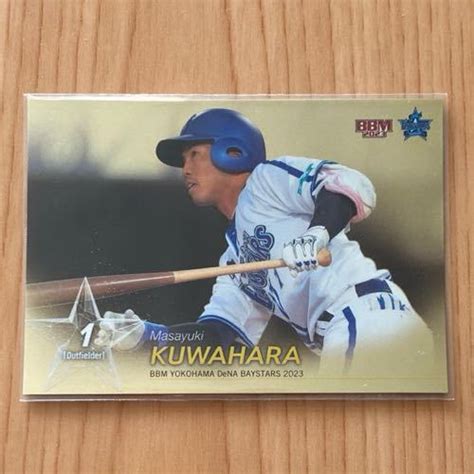 BBM
2023
1
[Outfielder]
Masayuki
KUWAHARA
BBM YOKOHAMA DeNA BAYSTARS 2023